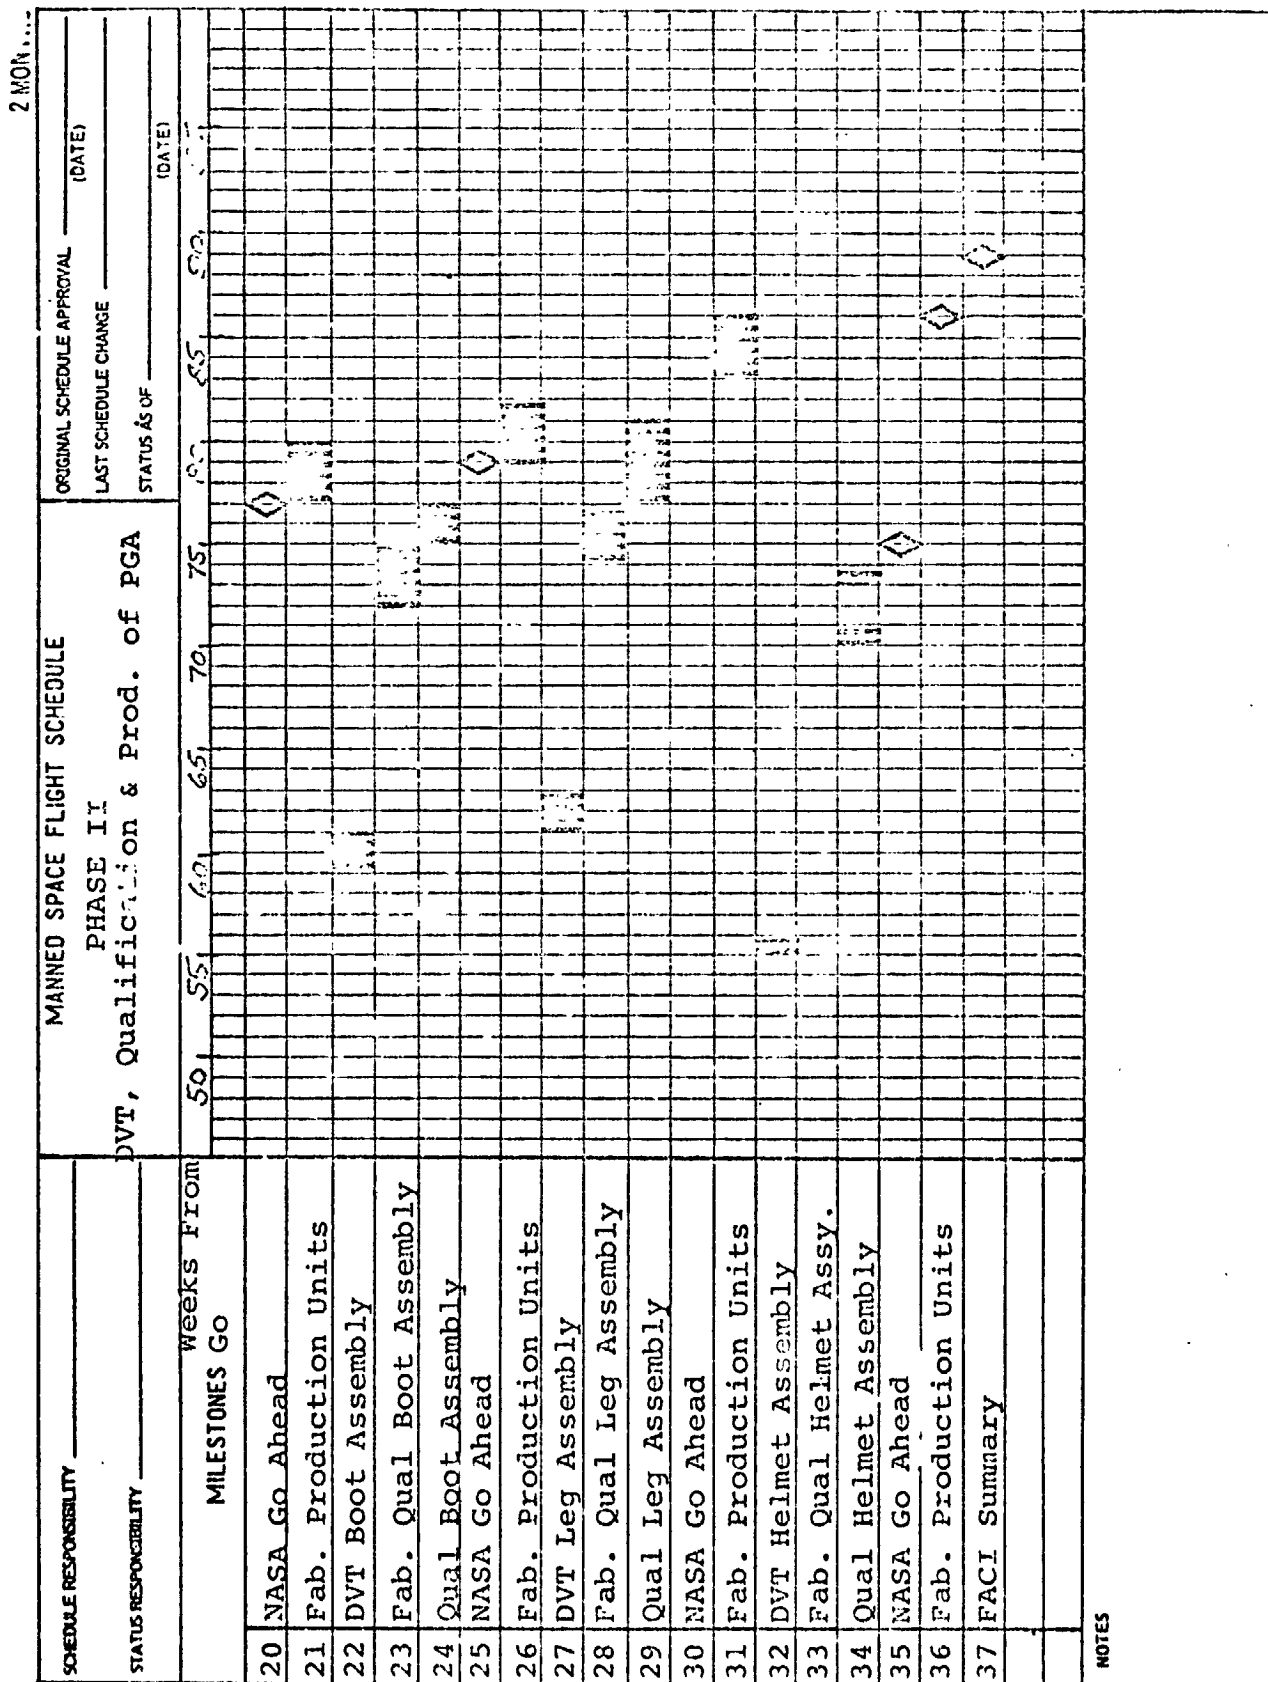 2 MON
SCHEDULE RESPONSIBILITY
STATUS RESPONSIBILITY
MANNED SPACE FLIGHT SCHEDULE
PHASE II
DVT, Qualification & Prod. of PGA
ORIGINAL SCHEDULE APPROVAL
(DATE)
LAST SCHEDULE CHANGE
STATUS AS OF
(DATE)
Weeks From
MILESTONES GO
50 55 60 65 70 75 80 85 90
20 NASA Go Ahead
21 Fab. Production Units
22 DVT Boot Assembly
23 Fab. Qual Boot Assembly
24 Qual Boot Assembly
25 NASA Go Ahead
26 Fab. Production Units
27 DVT Leg Assembly
28 Fab. Qual Leg Assembly
29 Qual Leg Assembly
30 NASA Go Ahead
31 Fab. Production Units
32 DVT Helmet Assembly
33 Fab. Qual Helmet Assy.
34 Qual Helmet Assembly
35 NASA Go Ahead
36 Fab. Production Units
37 FACI Summary
NOTES